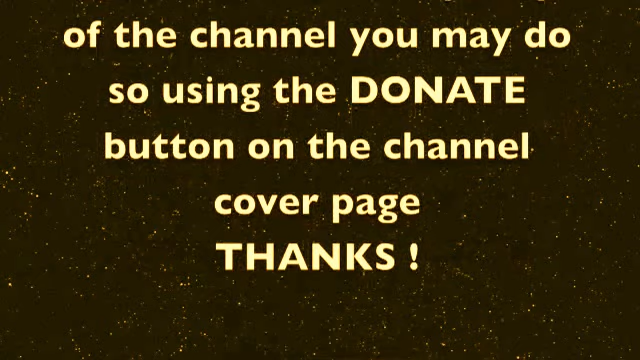 of the channel you may do
so using the DONATE
button on the channel
cover page
THANKS !